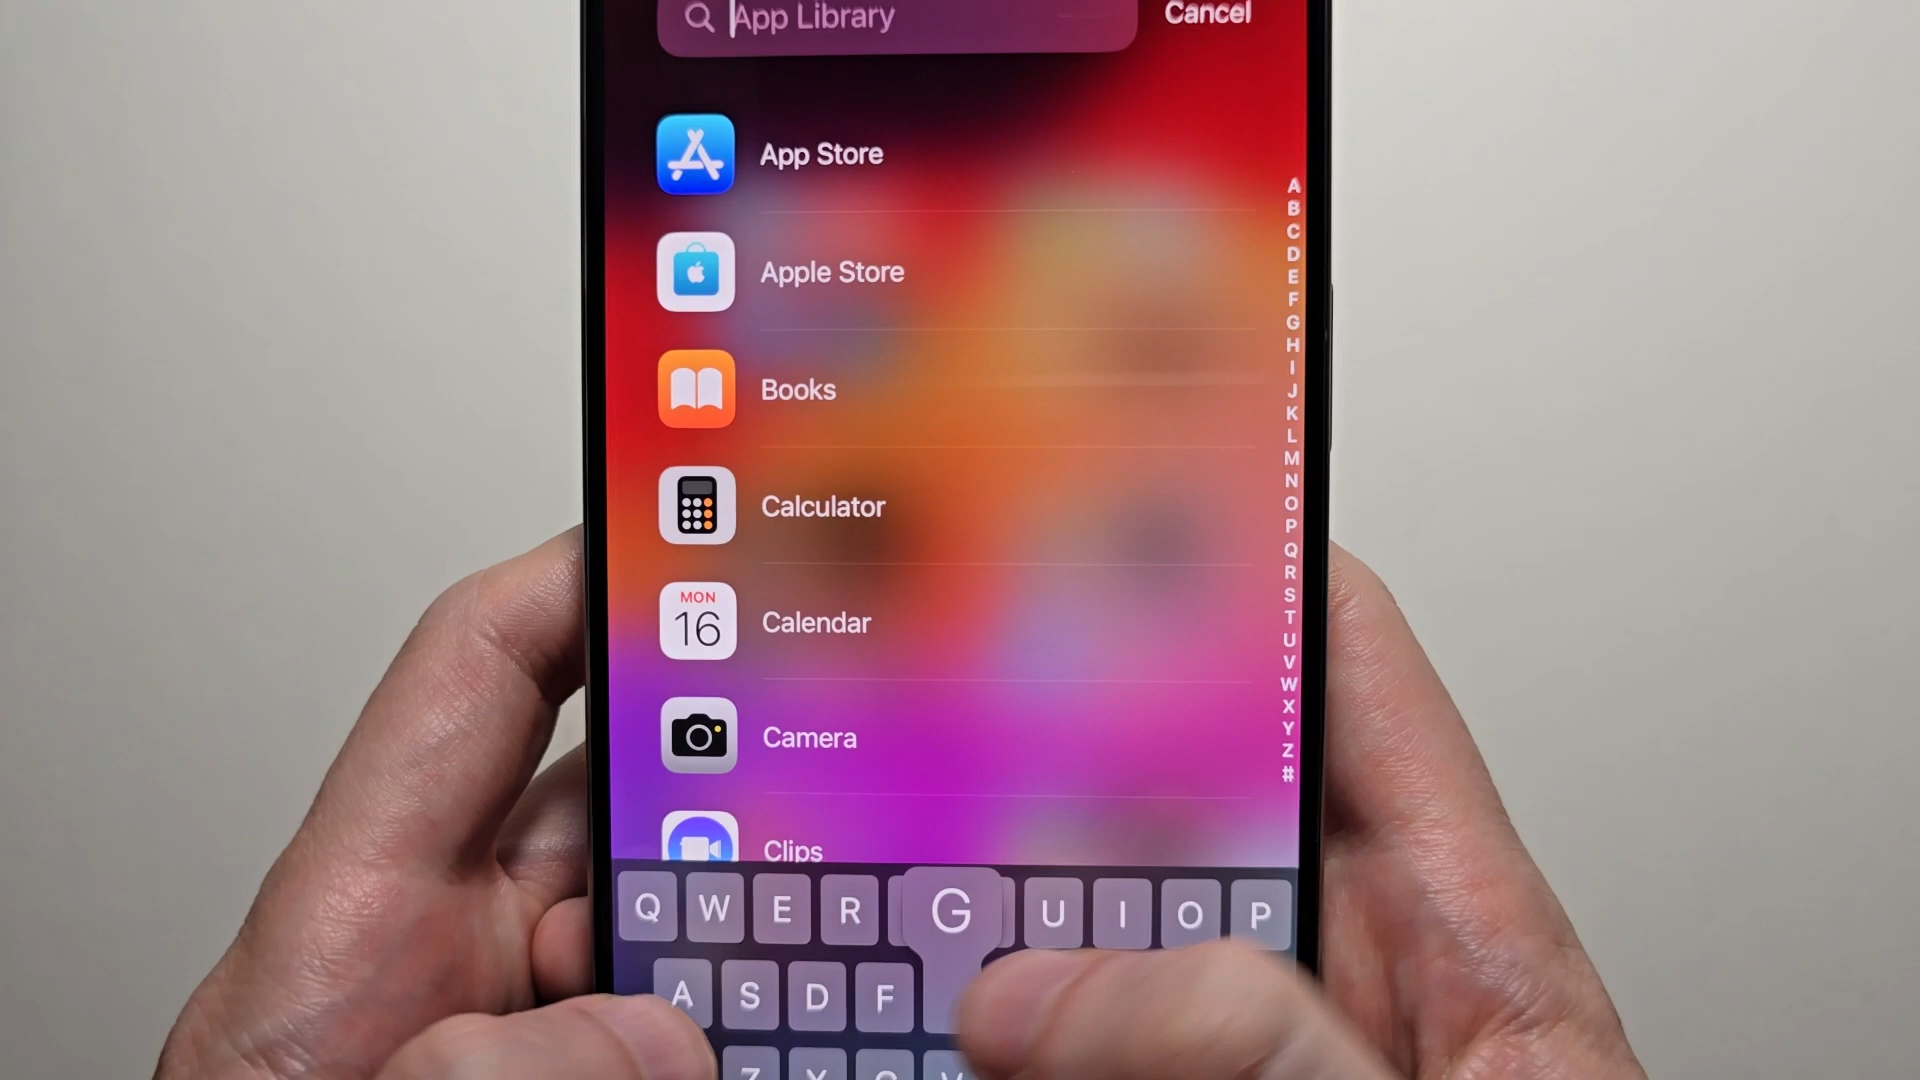 App Library
Cancel
App Store
Apple Store
Books
Calculator
MON
16
Calendar
Camera
Clips
A
B
C
D
E
F
G
H
I
J
K
L
M
N
O
P
Q
R
S
T
U
V
W
X
Y
Z
#
Q W E R G U I O P
A S D F
Z X C V